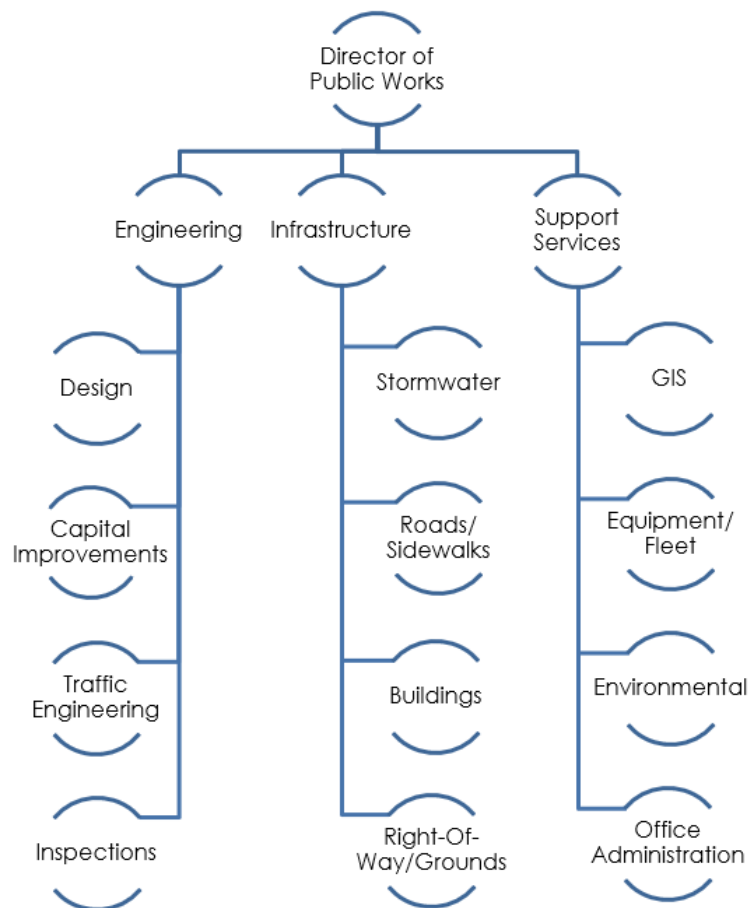 Director of
Public Works
Engineering
Infrastructure
Support
Services
Design
Stormwater
GIS
Capital
Improvements
Roads/
Sidewalks
Equipment/
Fleet
Traffic
Engineering
Buildings
Environmental
Inspections
Right-Of-
Way/Grounds
Office
Administration